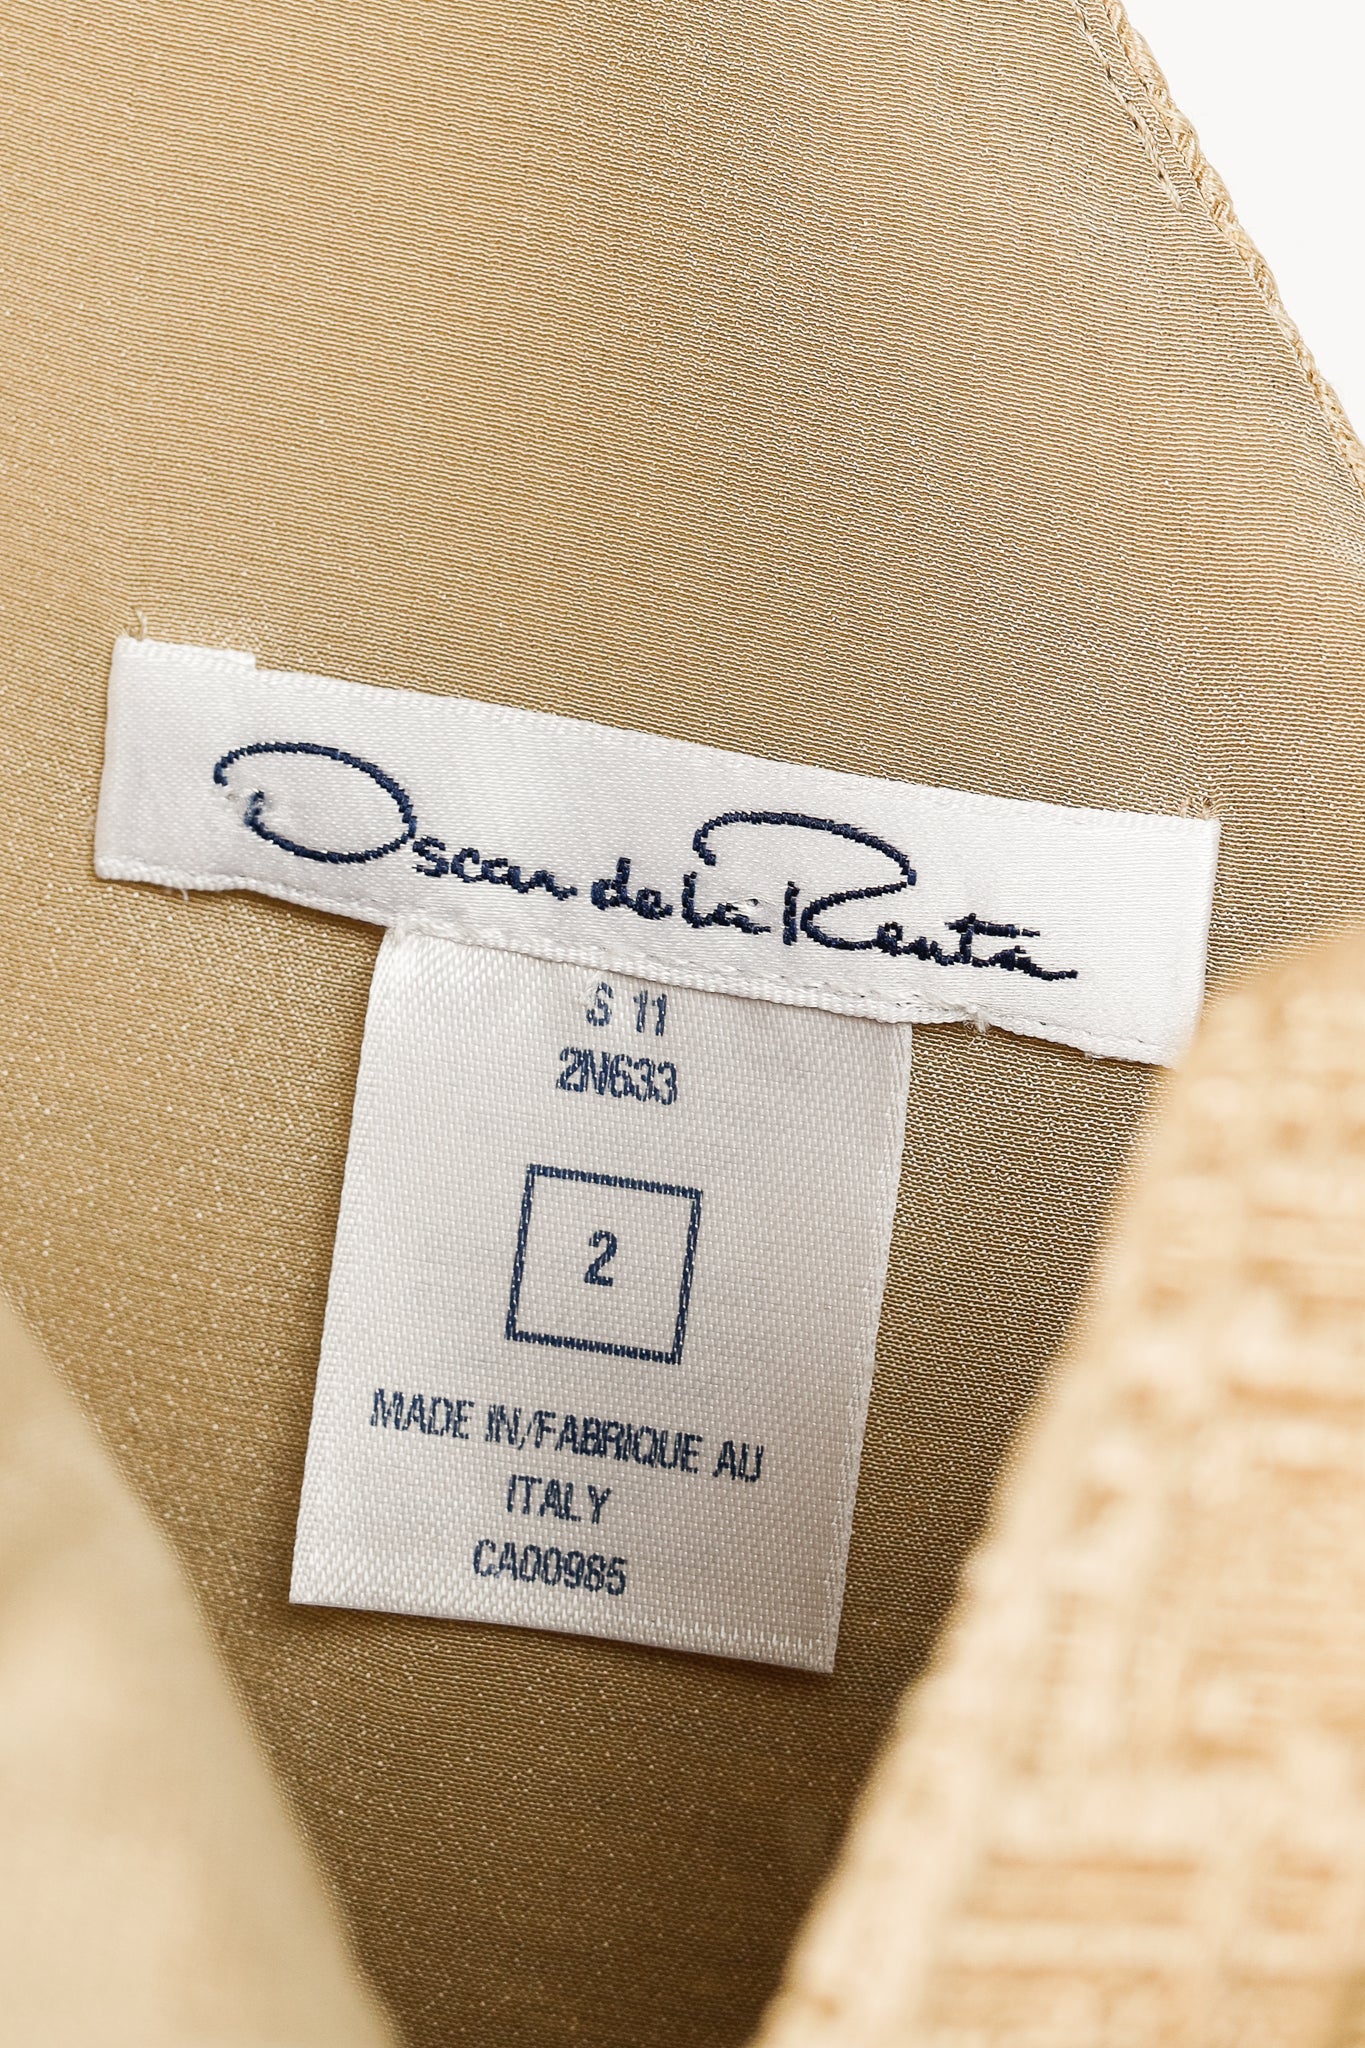 Oscar de la Renta
S 11
2N633
2
MADE IN/FABRIQUE AU
ITALY
CA00985